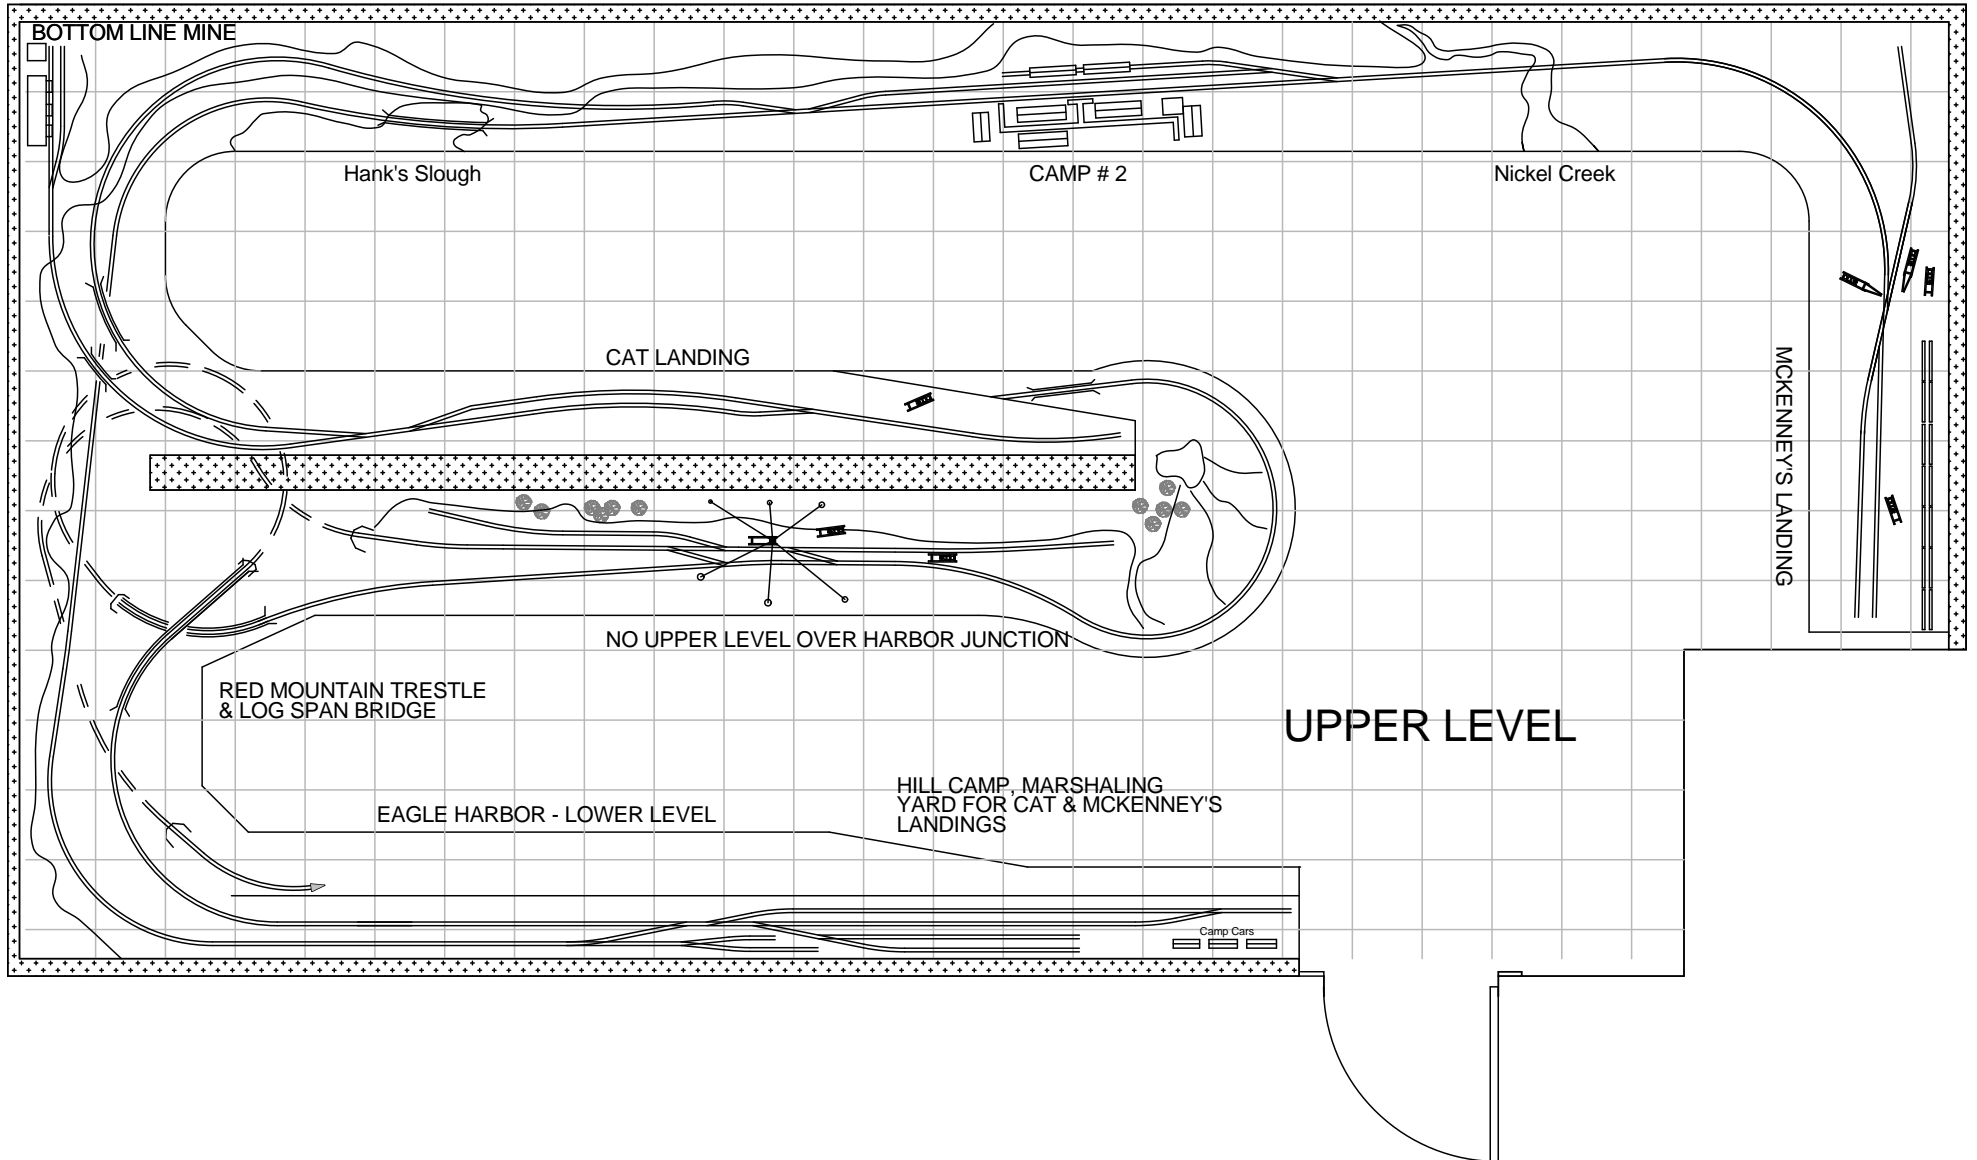 BOTTOM LINE MINE
Hank's Slough
CAMP # 2
Nickel Creek
CAT LANDING
MCKENNEY'S LANDING
NO UPPER LEVEL OVER HARBOR JUNCTION
RED MOUNTAIN TRESTLE
& LOG SPAN BRIDGE
UPPER LEVEL
HILL CAMP, MARSHALING
YARD FOR CAT & MCKENNEY'S
LANDINGS
EAGLE HARBOR - LOWER LEVEL
Camp Cars